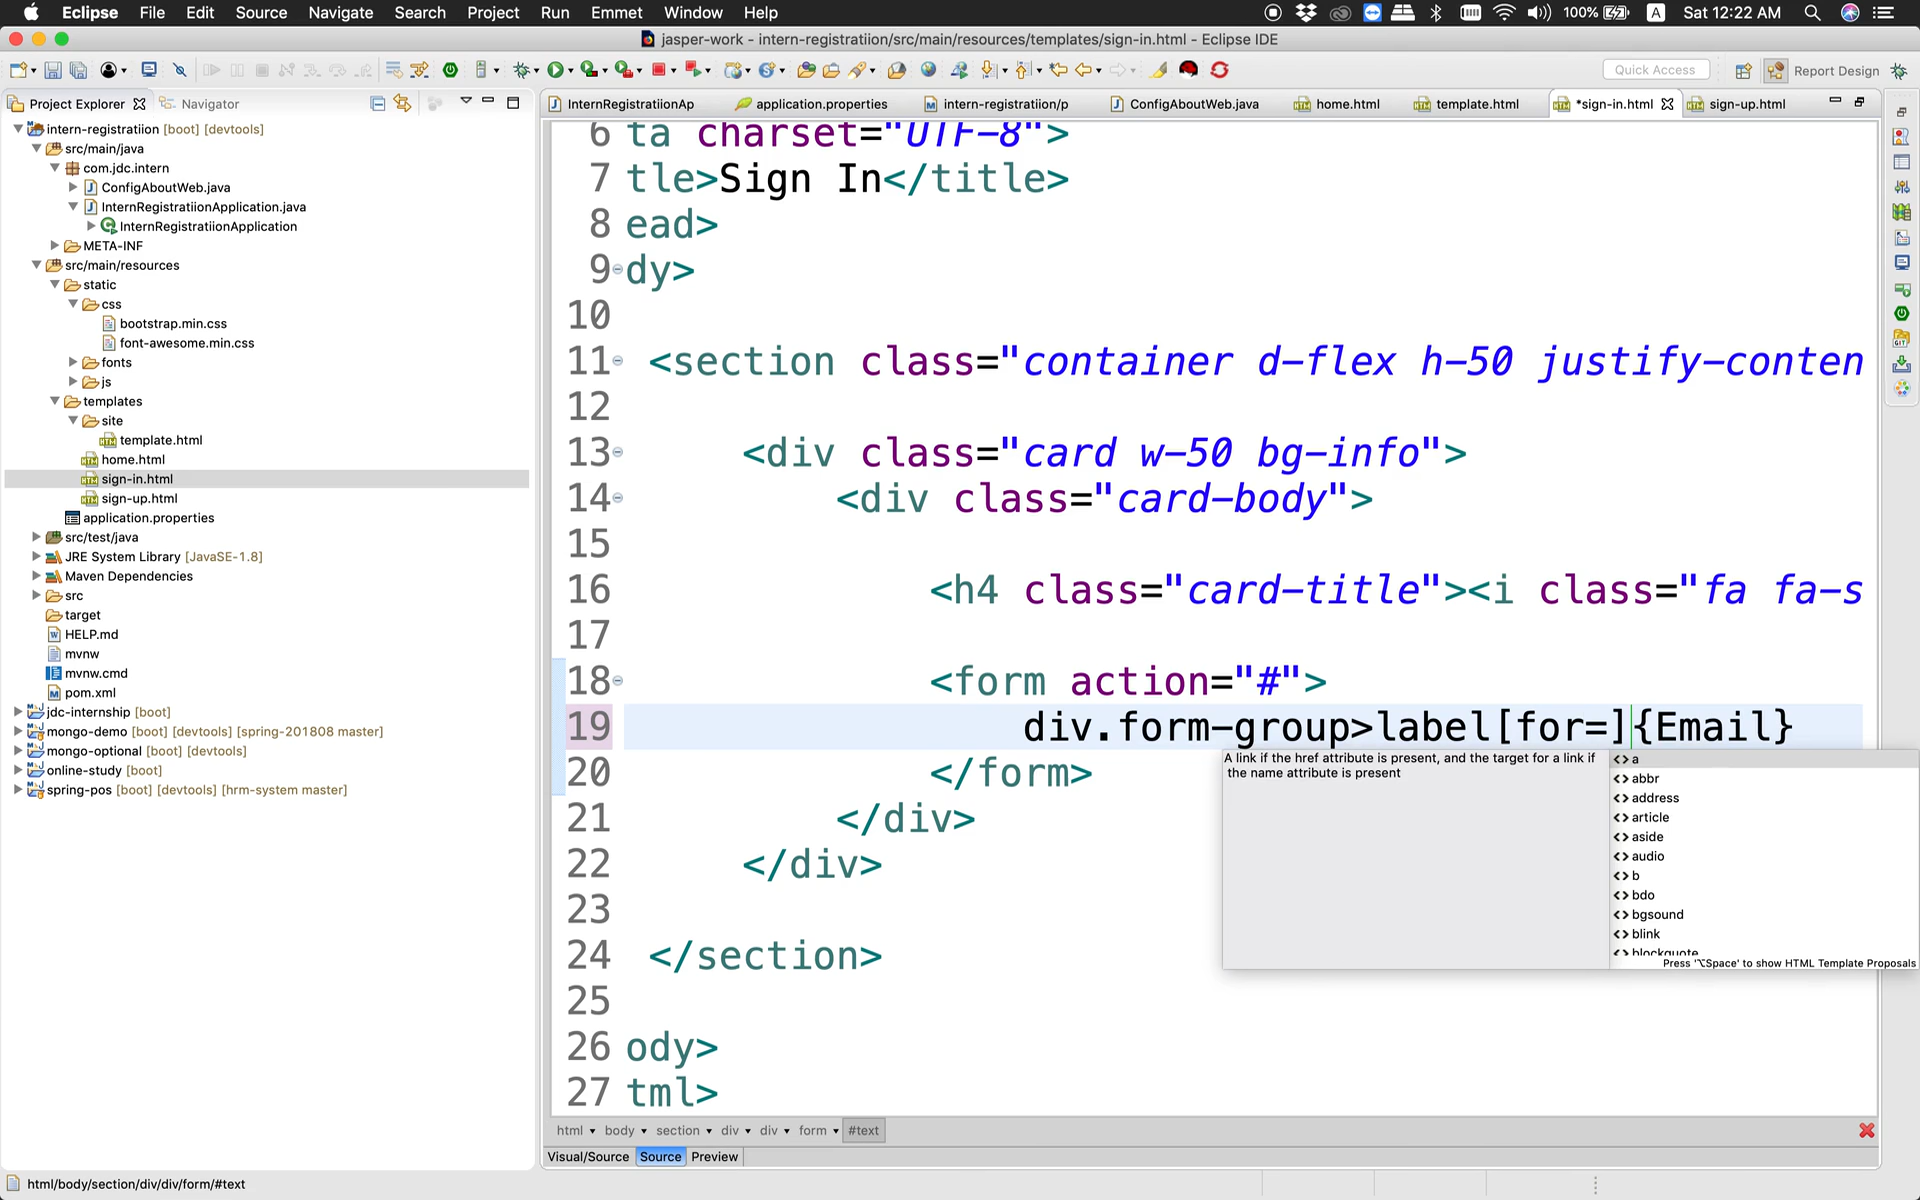 Eclipse File Edit Source Navigate Search Project Run Emmet Window Help 100% A Sat 12:22 AM
jasper-work - intern-registratiion/src/main/resources/templates/sign-in.html - Eclipse IDE
Quick Access Report Design
Project Explorer Navigator
InternRegistratiionAp application.properties intern-registratiion/p ConfigAboutWeb.java home.html template.html *sign-in.html sign-up.html
intern-registratiion [boot] [devtools]
src/main/java
com.jdc.intern
ConfigAboutWeb.java
InternRegistratiionApplication.java
InternRegistratiionApplication
META-INF
src/main/resources
static
css
bootstrap.min.css
font-awesome.min.css
fonts
js
templates
site
template.html
home.html
sign-in.html
sign-up.html
application.properties
src/test/java
JRE System Library [JavaSE-1.8]
Maven Dependencies
src
target
HELP.md
mvnw
mvnw.cmd
pom.xml
jdc-internship [boot]
mongo-demo [boot] [devtools] [spring-201808 master]
mongo-optional [boot] [devtools]
online-study [boot]
spring-pos [boot] [devtools] [hrm-system master]
6 ta charset="UTF-8">
7 tle>Sign In</title>
8 ead>
9 dy>
10
11 <section class="container d-flex h-50 justify-conten
12
13 <div class="card w-50 bg-info">
14 <div class="card-body">
15
16 <h4 class="card-title"><i class="fa fa-s
17
18 <form action="#">
19 div.form-group>label[for=]{Email}
20 </form>
21 </div>
22 </div>
23
24 </section>
25
26 ody>
27 tml>
A link if the href attribute is present, and the target for a link if
the name attribute is present
<> a
<> abbr
<> address
<> article
<> aside
<> audio
<> b
<> bdo
<> bgsound
<> blink
<> blockquote
Press '⌥Space' to show HTML Template Proposals
html body section div div form #text
Visual/Source Source Preview
html/body/section/div/div/form/#text